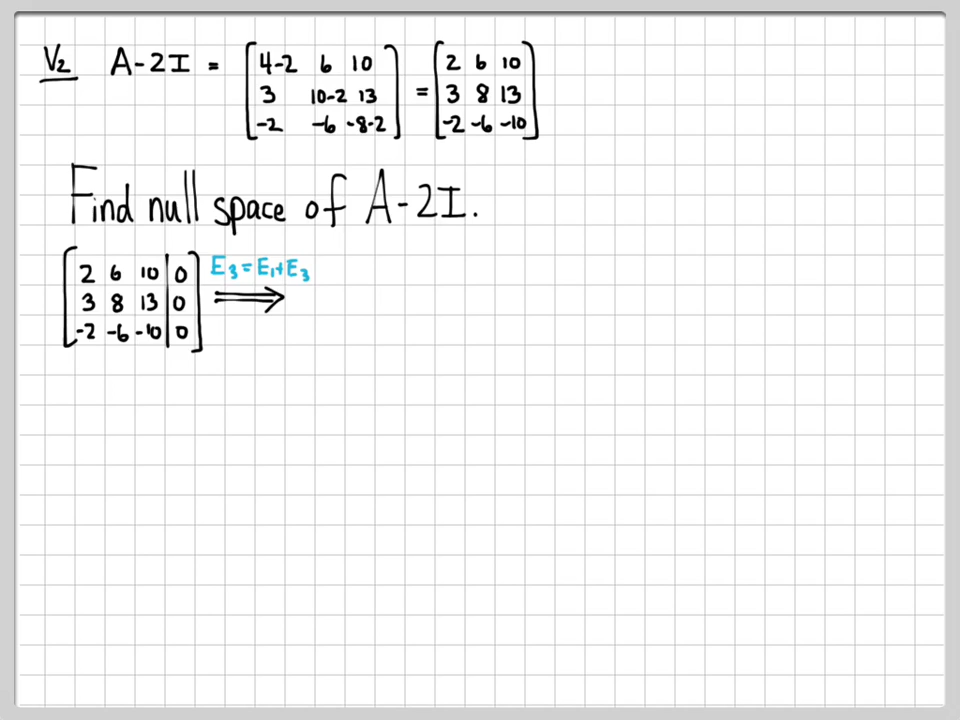 V2 A-2I = [4-2 6 10; 3 10-2 13; -2 -6 -8-2] = [2 6 10; 3 8 13; -2 -6 -10]
Find null space of A-2I.
[2 6 10 | 0; 3 8 13 | 0; -2 -6 -10 | 0] E3=E1+E3 ⟹